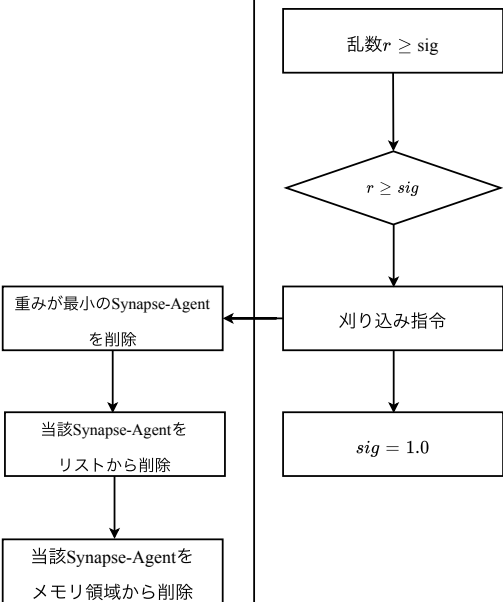 乱数r ≥ sig
r ≥ sig
刈り込み指令
sig = 1.0
重みが最小のSynapse-Agent
を削除
当該Synapse-Agentを
リストから削除
当該Synapse-Agentを
メモリ領域から削除